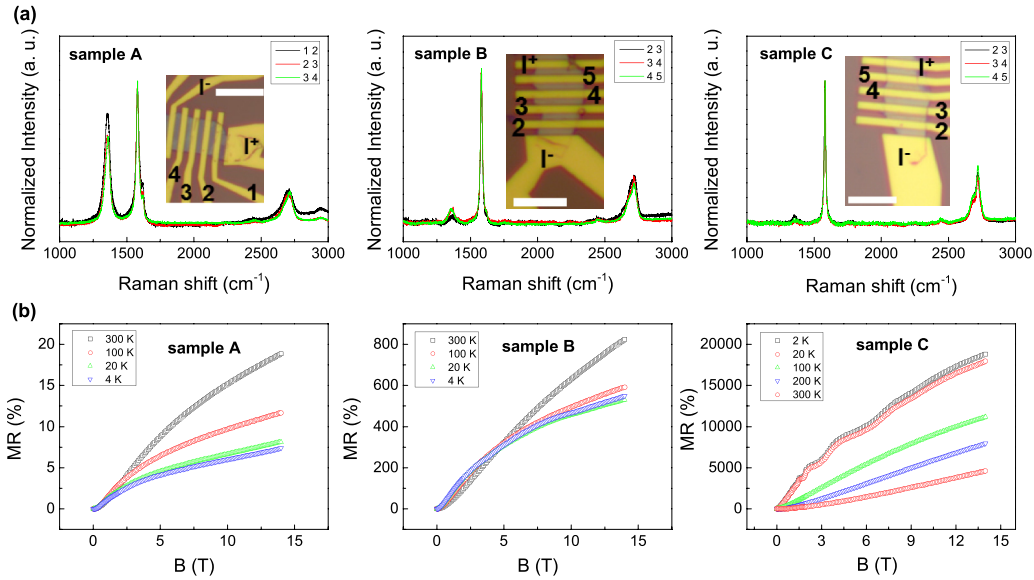 (a)
sample A
1 2
2 3
3 4
I-
I+
4
3
2
1
Normalized Intensity (a. u.)
1000 1500 2000 2500 3000
Raman shift (cm-1)
sample B
2 3
3 4
4 5
I+
5
4
3
2
I-
Normalized Intensity (a. u.)
1000 1500 2000 2500 3000
Raman shift (cm-1)
sample C
2 3
3 4
4 5
I+
5
4
3
2
I-
Normalized Intensity (a. u.)
1000 1500 2000 2500 3000
Raman shift (cm-1)
(b)
sample A
300 K
100 K
20 K
4 K
MR (%)
20
15
10
5
0
0 5 10 15
B (T)
sample B
300 K
100 K
20 K
4 K
MR (%)
800
600
400
200
0
0 5 10 15
B (T)
sample C
2 K
20 K
100 K
200 K
300 K
MR (%)
20000
15000
10000
5000
0
0 3 6 9 12 15
B (T)